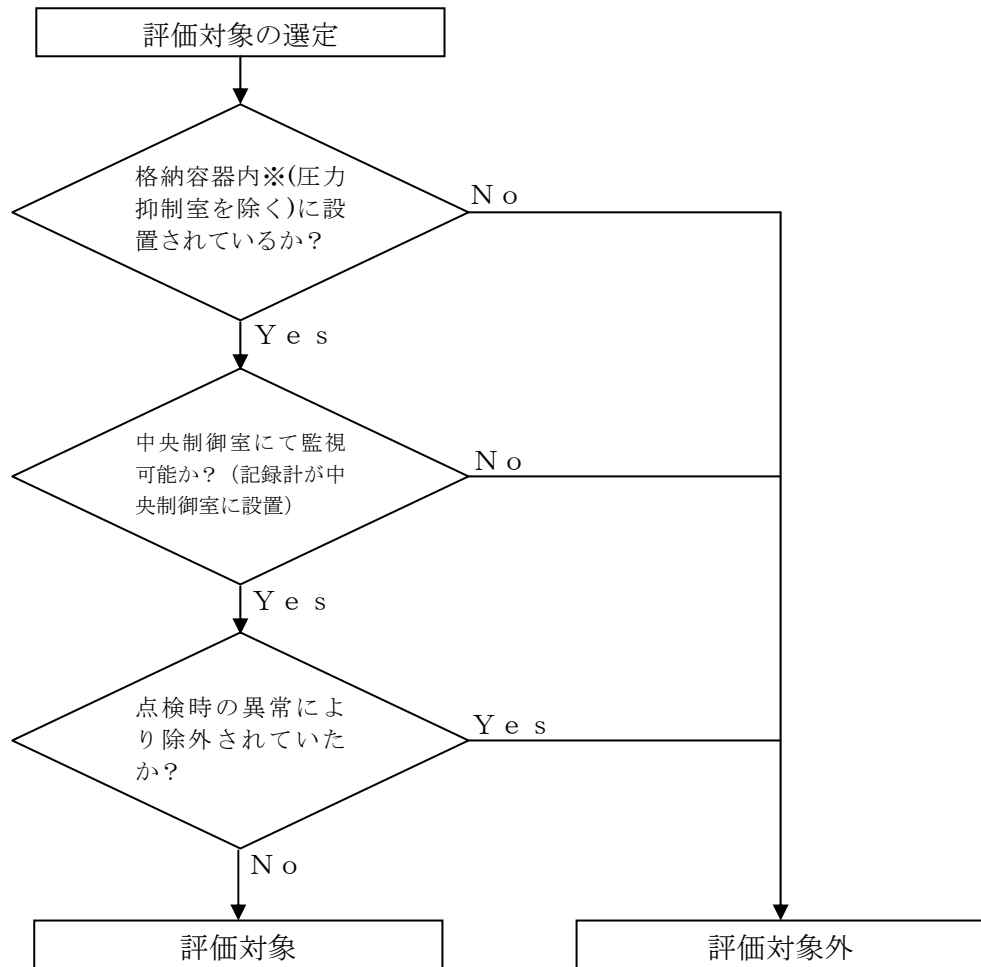 評価対象の選定
格納容器内※(圧力
抑制室を除く)に設
置されているか？
Ｎｏ
Ｙｅｓ
中央制御室にて監視
可能か？（記録計が中
央制御室に設置）
Ｎｏ
Ｙｅｓ
点検時の異常によ
り除外されていた
か？
Ｙｅｓ
Ｎｏ
評価対象
評価対象外